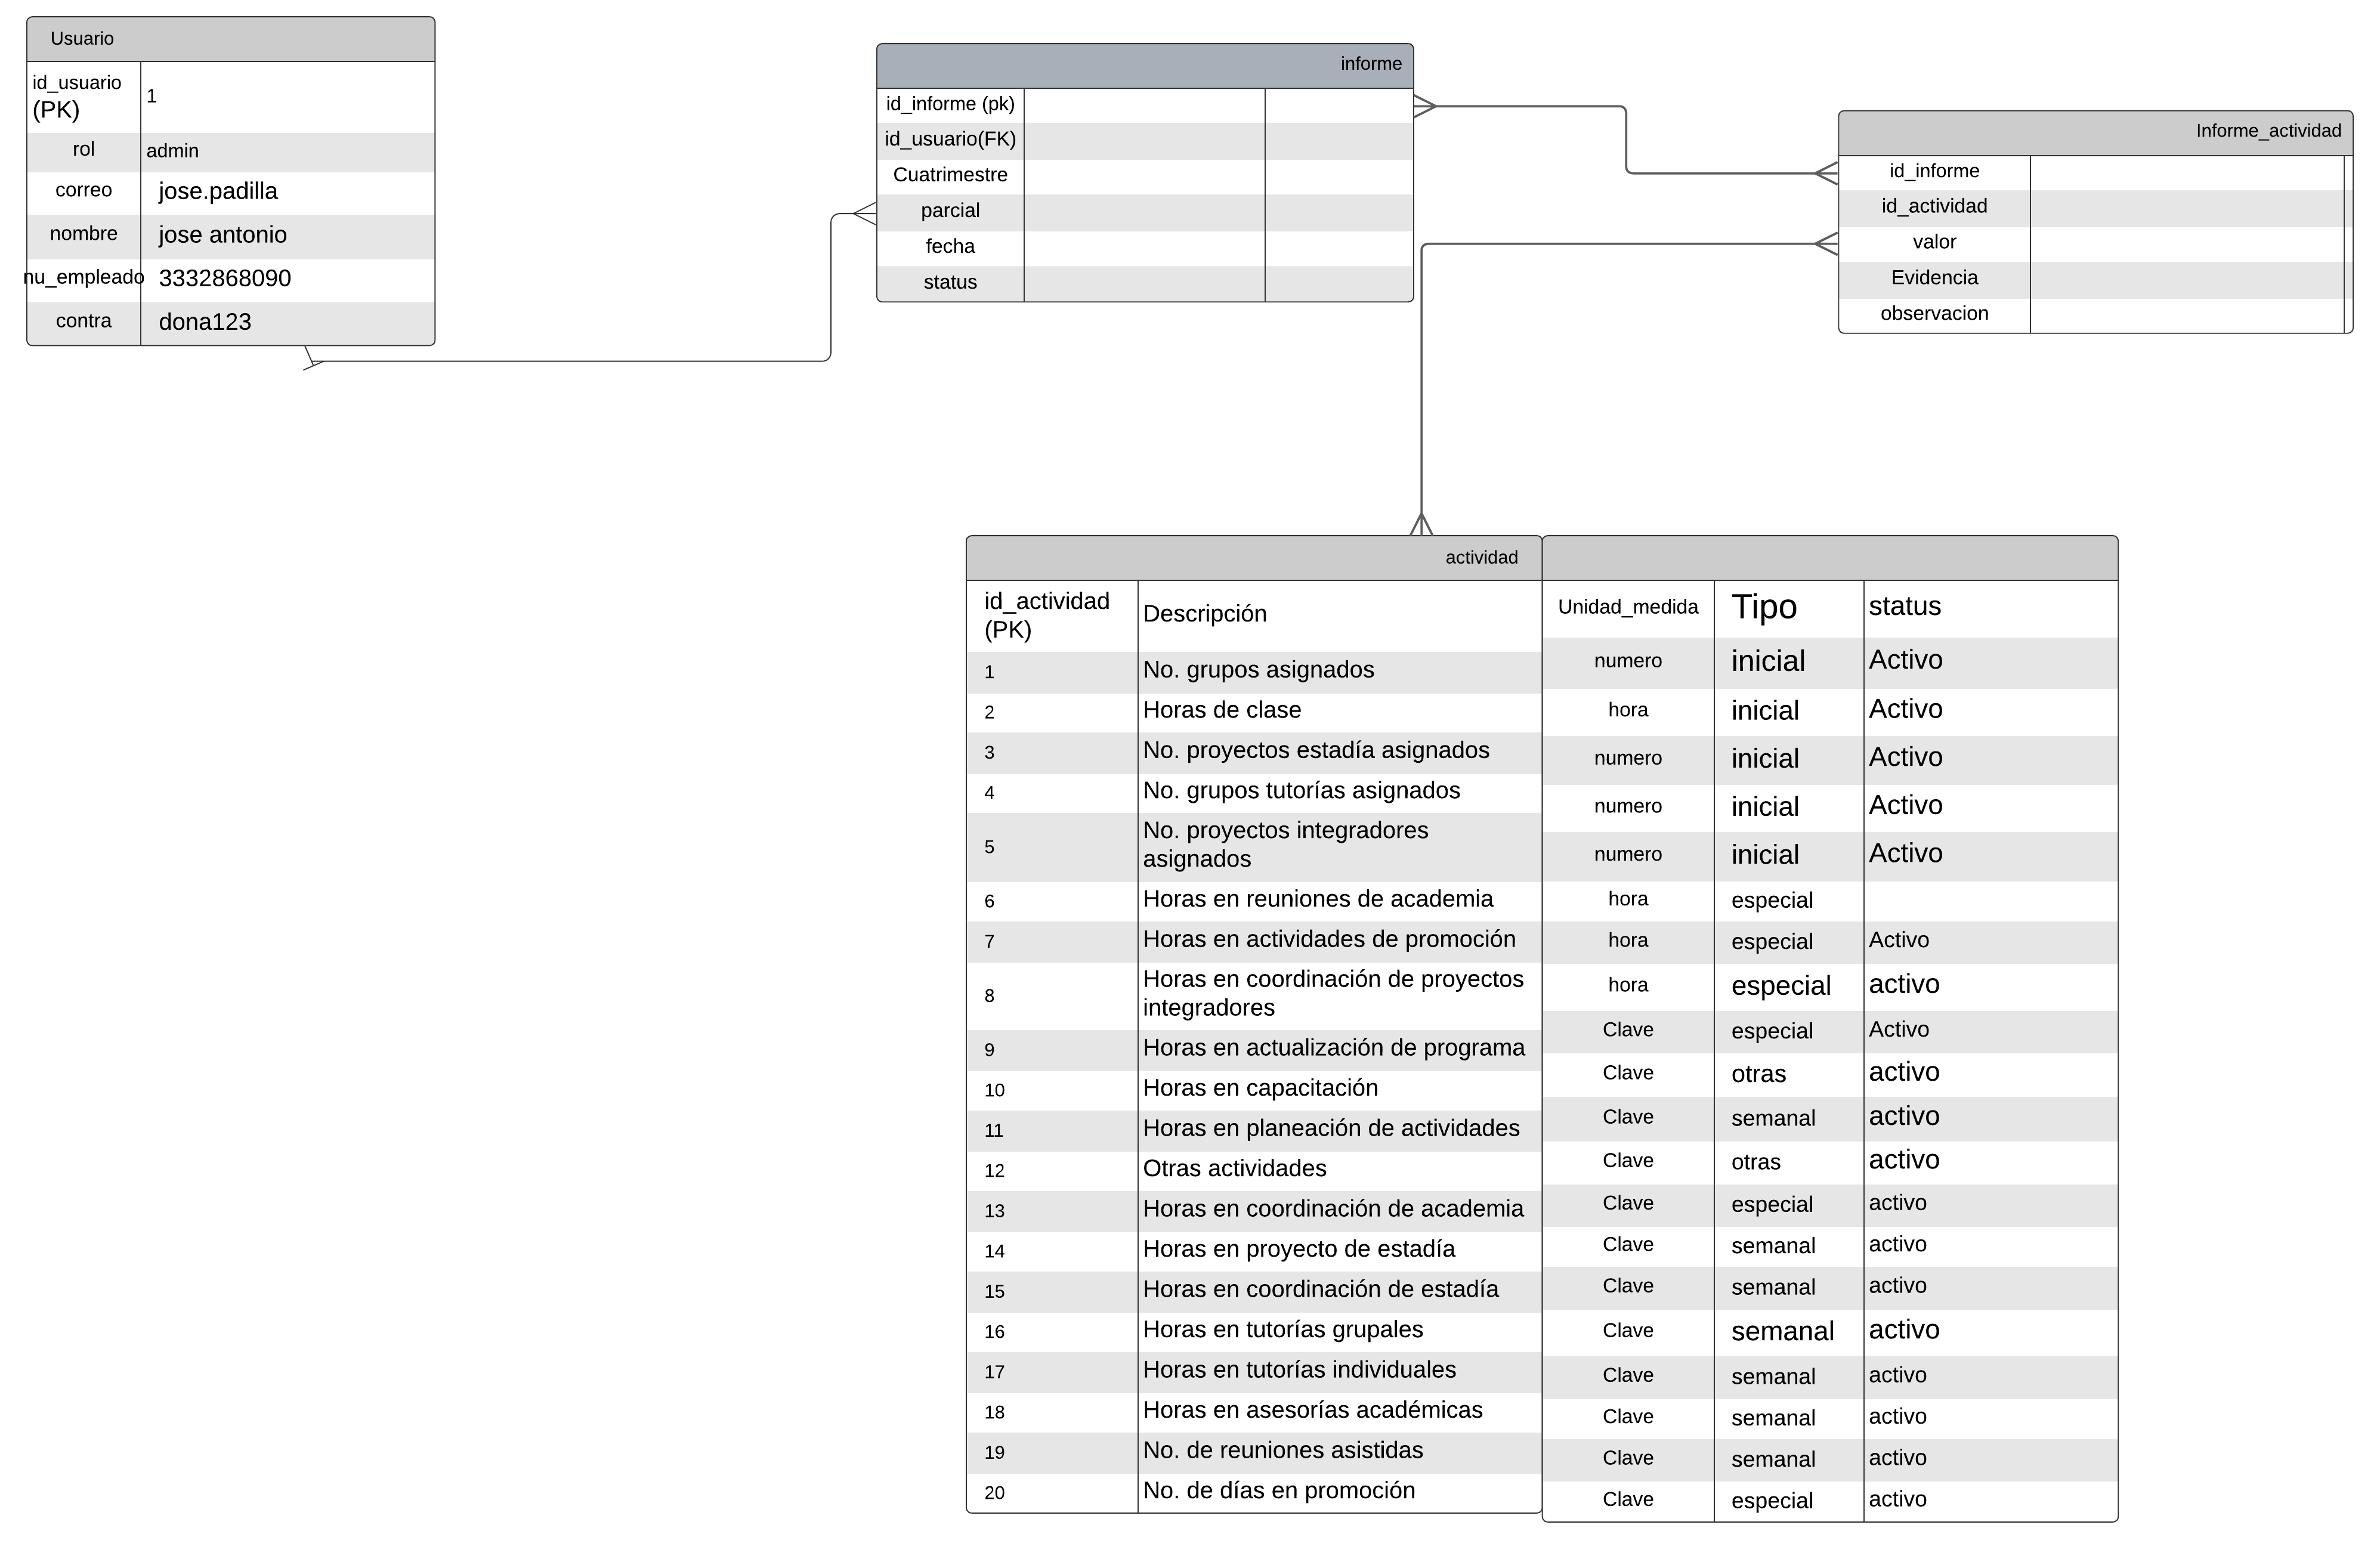 Usuario
id_usuario
(PK)
1
rol
admin
correo
jose.padilla
nombre
jose antonio
nu_empleado
3332868090
contra
dona123
informe
id_informe (pk)
id_usuario(FK)
Cuatrimestre
parcial
fecha
status
Informe_actividad
id_informe
id_actividad
valor
Evidencia
observacion
actividad
id_actividad
(PK)
Descripción
1
No. grupos asignados
2
Horas de clase
3
No. proyectos estadía asignados
4
No. grupos tutorías asignados
5
No. proyectos integradores
asignados
6
Horas en reuniones de academia
7
Horas en actividades de promoción
8
Horas en coordinación de proyectos
integradores
9
Horas en actualización de programa
10
Horas en capacitación
11
Horas en planeación de actividades
12
Otras actividades
13
Horas en coordinación de academia
14
Horas en proyecto de estadía
15
Horas en coordinación de estadía
16
Horas en tutorías grupales
17
Horas en tutorías individuales
18
Horas en asesorías académicas
19
No. de reuniones asistidas
20
No. de días en promoción
Unidad_medida
Tipo
status
numero
inicial
Activo
hora
inicial
Activo
numero
inicial
Activo
numero
inicial
Activo
numero
inicial
Activo
hora
especial
hora
especial
Activo
hora
especial
activo
Clave
especial
Activo
Clave
otras
activo
Clave
semanal
activo
Clave
otras
activo
Clave
especial
activo
Clave
semanal
activo
Clave
semanal
activo
Clave
semanal
activo
Clave
semanal
activo
Clave
semanal
activo
Clave
semanal
activo
Clave
especial
activo